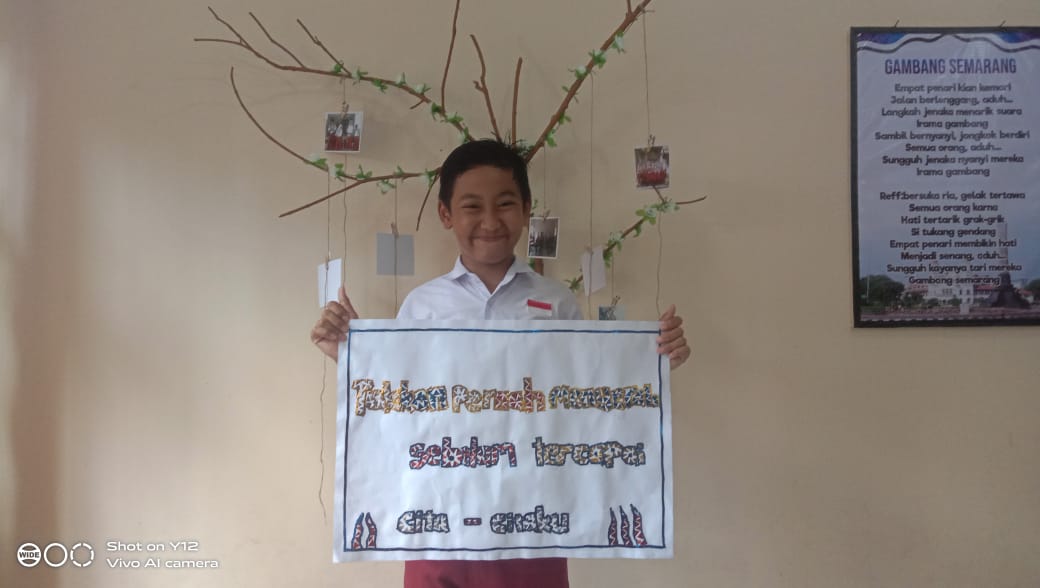 Takkan Pernah Menyerah
sebelum tercapai
cita - citaku
GAMBANG SEMARANG
Empat penari kian kemari
Jalan berlenggang, aduh...
Langkah jenaka menarik suara
Irama gambang
Sambil bernyanyi, jongkok berdiri
Semua orang, aduh...
Sungguh jenaka nyanyi mereka
Irama gambang
Reff:bersuka ria, gelak tertawa
Semua orang karna
Hati tertarik grak-grik
Si tukang gendang
Empat penari membikin hati
Menjadi senang, aduh..
Sungguh kayanya tari mereka
Gambang semarang
WIDE
Shot on Y12
Vivo AI camera